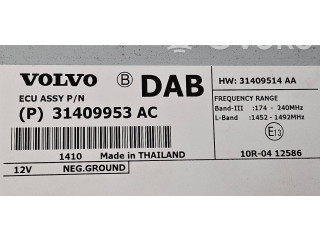 VOLVO B DAB
HW: 31409514 AA
ECU ASSY P/N
(P) 31409953 AC
FREQUENCY RANGE
Band-III : 174 - 240MHz
L-Band : 1452 - 1492MHz
E13
1410 Made in THAILAND
10R-04 12586
12V NEG.GROUND